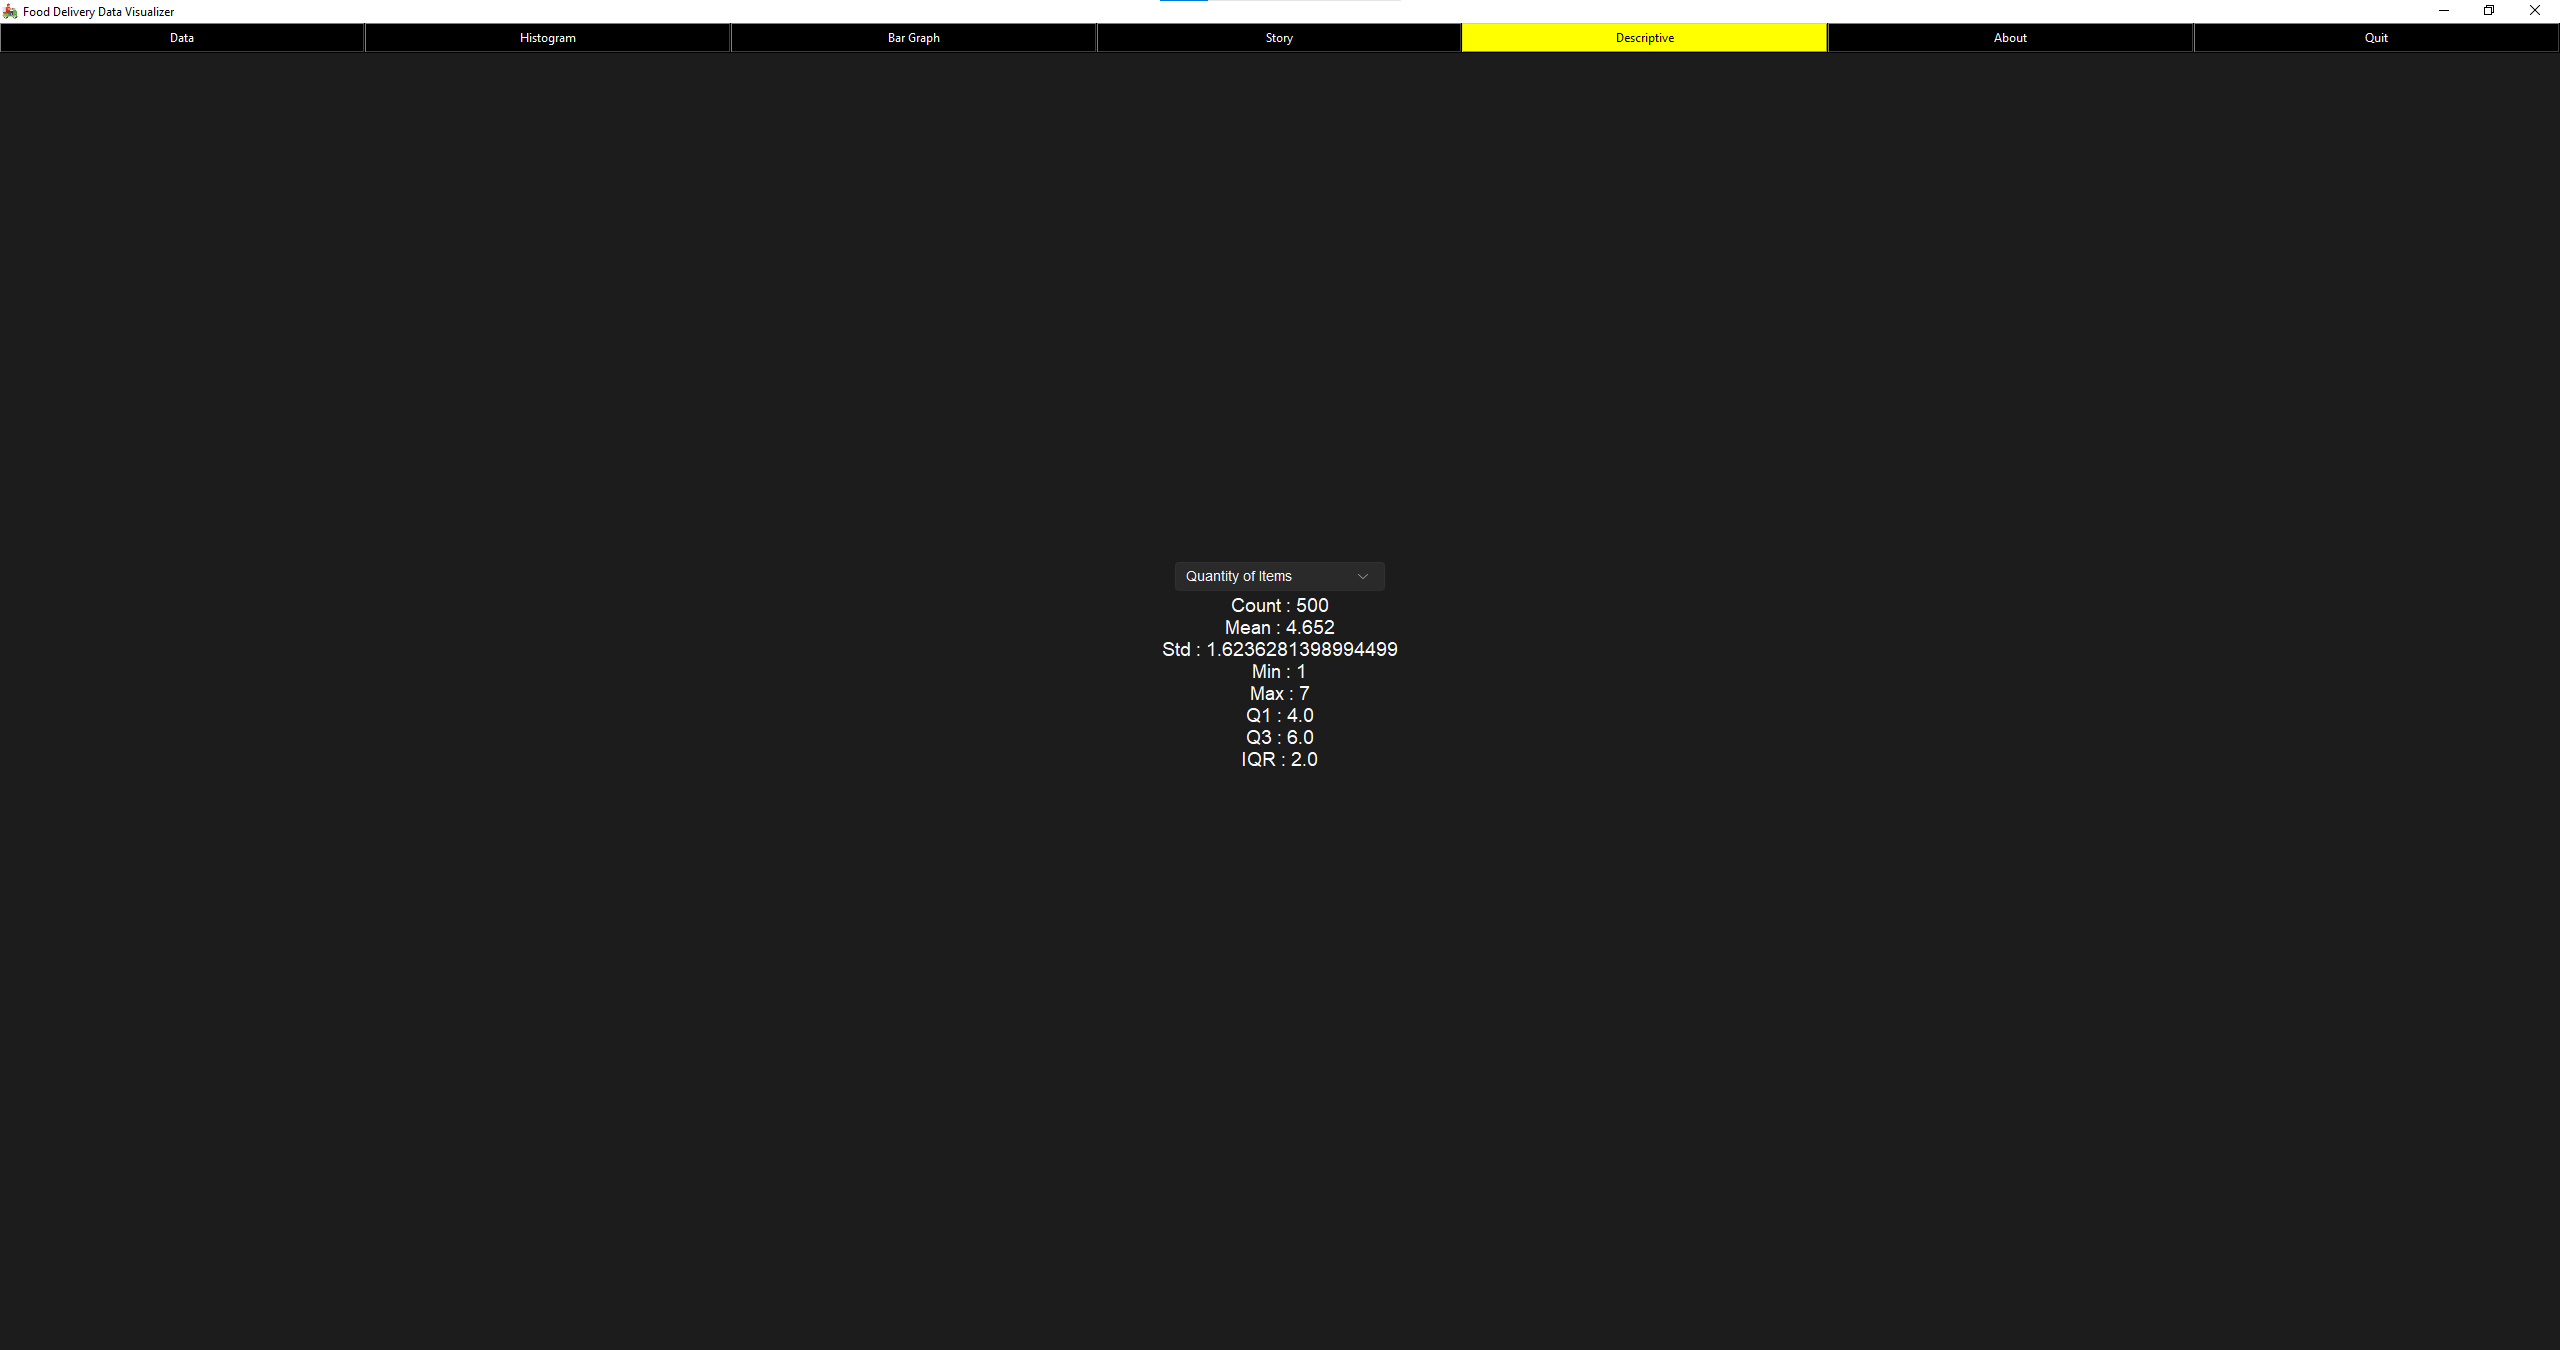 Food Delivery Data Visualizer
Data Histogram Bar Graph Story Descriptive About Quit
Quantity of Items
Count : 500
Mean : 4.652
Std : 1.6236281398994499
Min : 1
Max : 7
Q1 : 4.0
Q3 : 6.0
IQR : 2.0